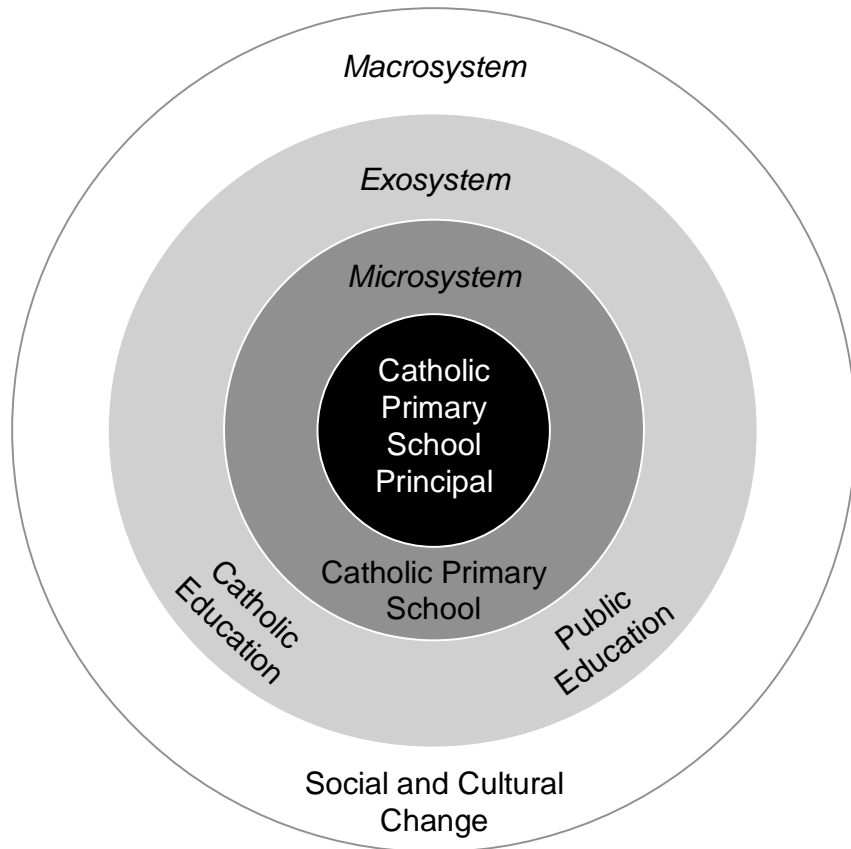 Macrosystem
Exosystem
Microsystem
Catholic
Primary
School
Principal
Catholic Primary
School
Catholic
Education
Public
Education
Social and Cultural
Change